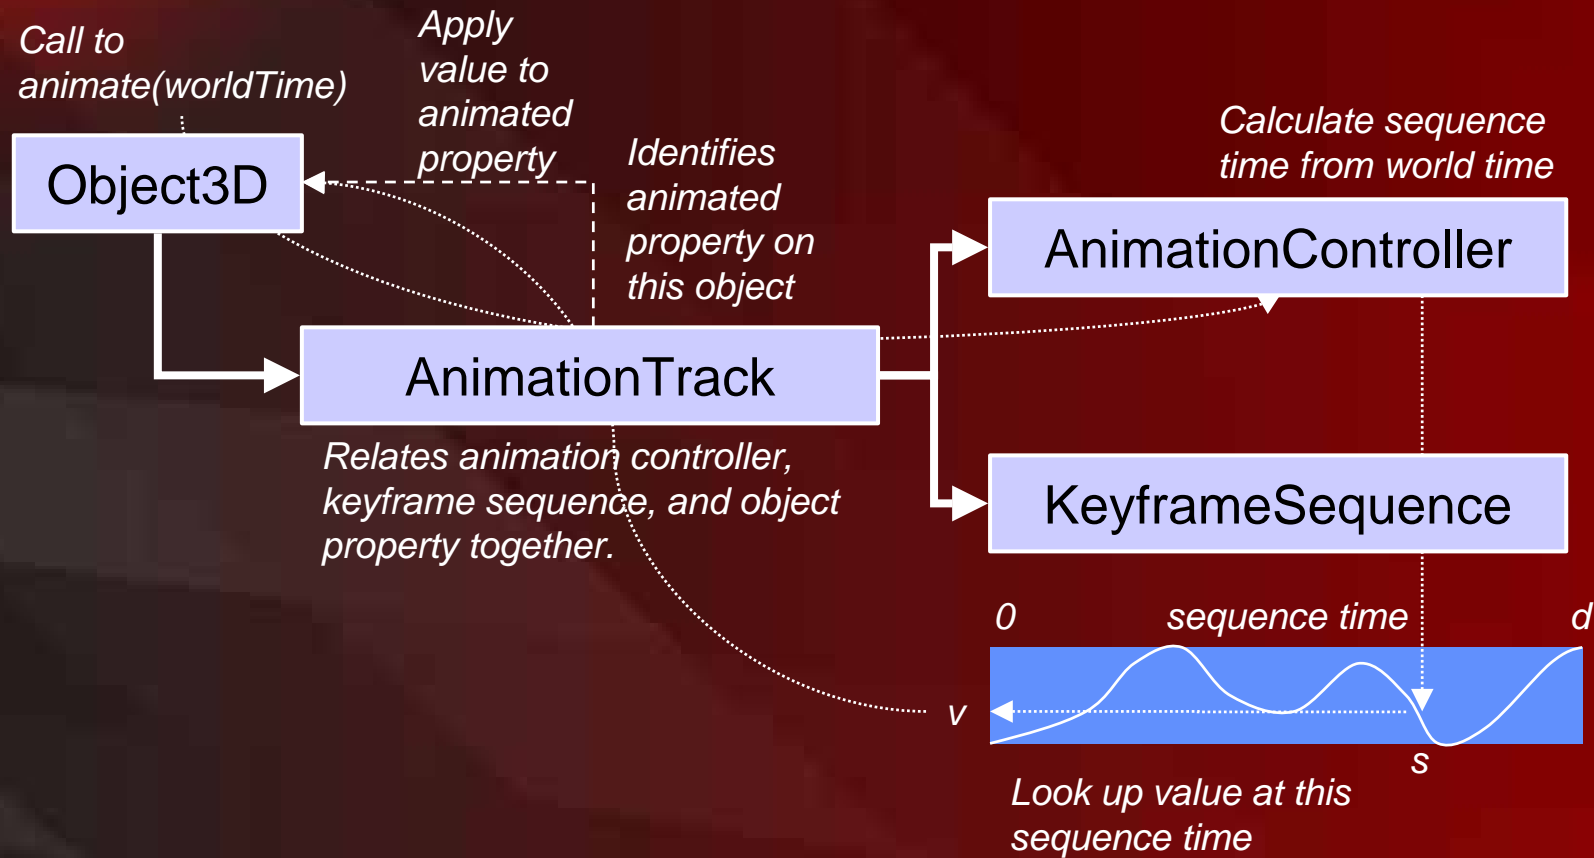 Call to
animate(worldTime)
Apply
value to
animated
property
Object3D
Identifies
animated
property on
this object
Calculate sequence
time from world time
AnimationController
AnimationTrack
Relates animation controller,
keyframe sequence, and object
property together.
KeyframeSequence
0 sequence time d
v
s
Look up value at this
sequence time